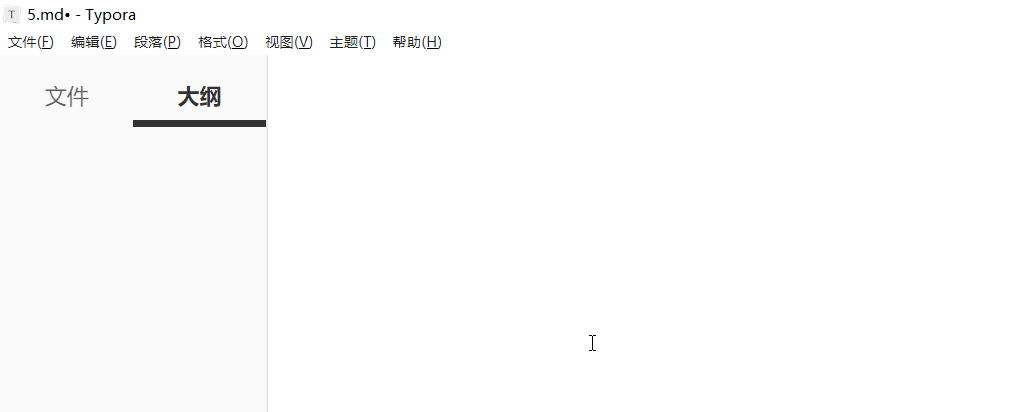 T 5.md• - Typora
文件(F) 编辑(E) 段落(P) 格式(O) 视图(V) 主题(T) 帮助(H)
文件 大纲